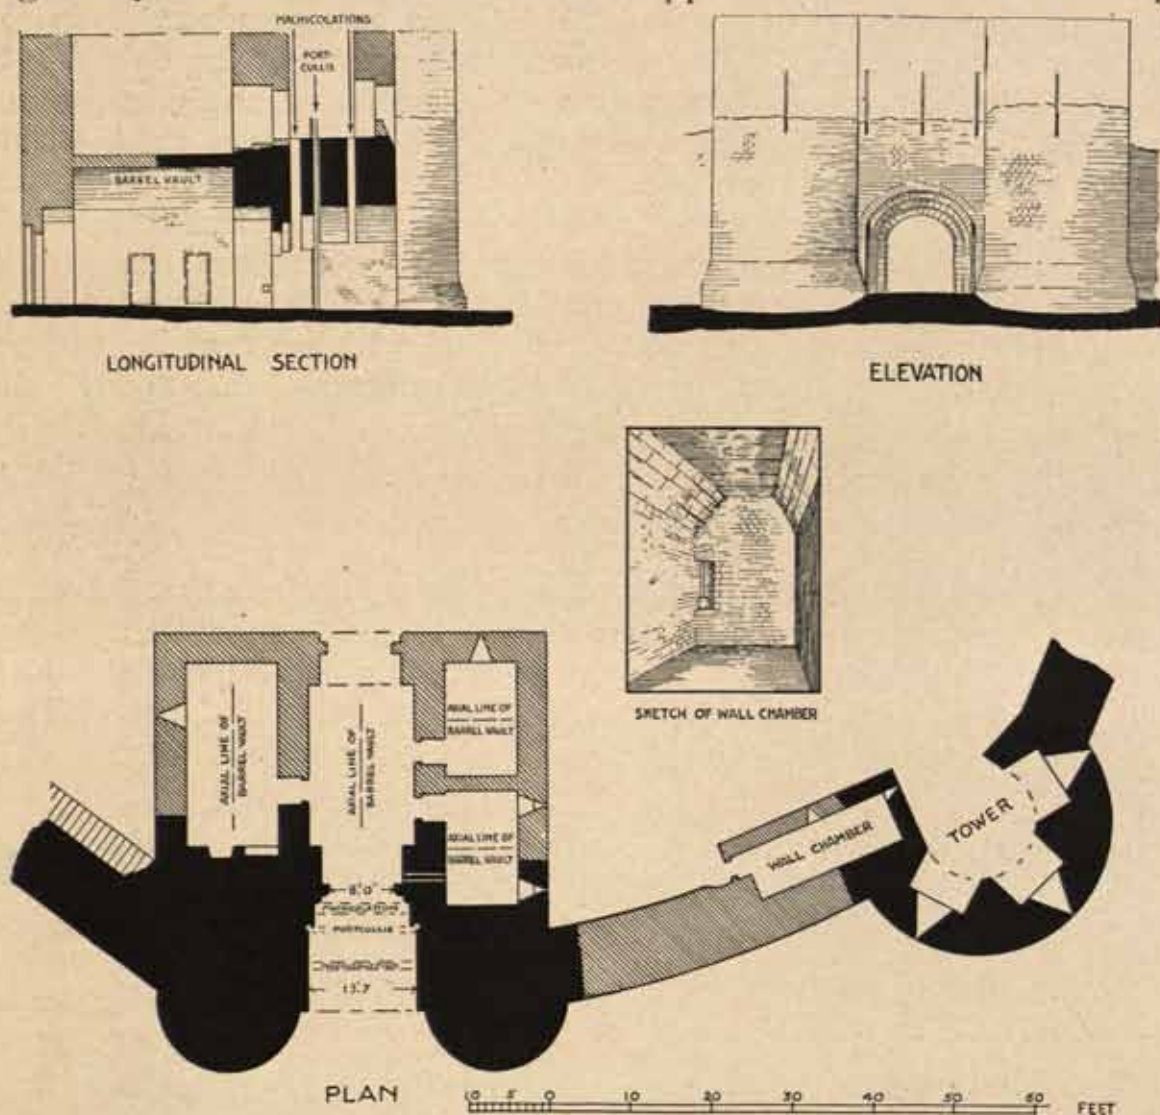 MACHICOLATIONS
PORT-
CULLIS
BARREL VAULT
LONGITUDINAL SECTION
ELEVATION
SKETCH OF WALL CHAMBER
AXIAL LINE OF
BARREL VAULT
AXIAL LINE OF
BARREL VAULT
AXIAL LINE OF
BARREL VAULT
AXIAL LINE OF
BARREL VAULT
WALL CHAMBER
TOWER
8'.0"
PORTCULLIS
13'.7"
PLAN
10 5 0 10 20 30 40 50 60 FEET